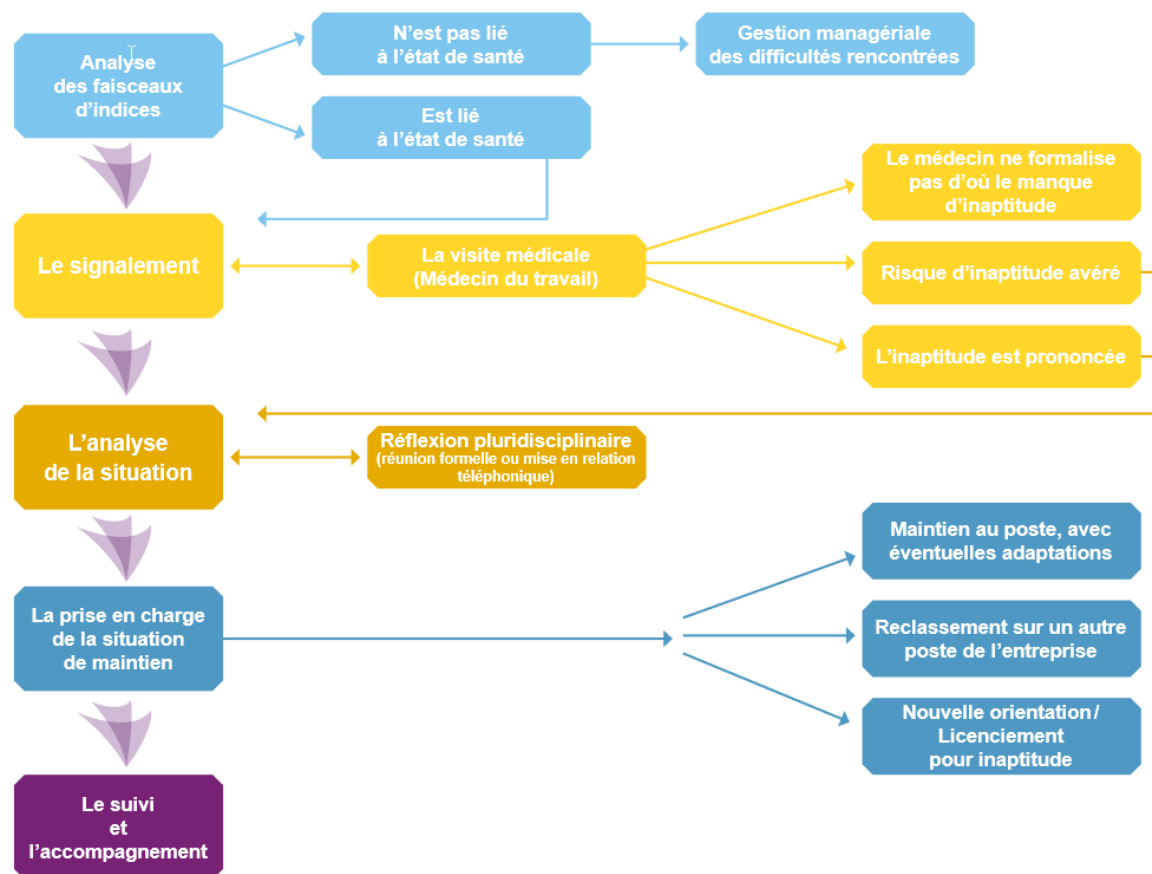 Analyse
des faisceaux
d'indices
N'est pas lié
à l'état de santé
Gestion managériale
des difficultés rencontrées
Est lié
à l'état de santé
Le signalement
La visite médicale
(Médecin du travail)
Le médecin ne formalise
pas d'où le manque
d'inaptitude
Risque d'inaptitude avéré
L'inaptitude est prononcée
L'analyse
de la situation
Réflexion pluridisciplinaire
(réunion formelle ou mise en relation
téléphonique)
La prise en charge
de la situation
de maintien
Maintien au poste, avec
éventuelles adaptations
Reclassement sur un autre
poste de l'entreprise
Nouvelle orientation/
Licenciement
pour inaptitude
Le suivi
et
l'accompagnement